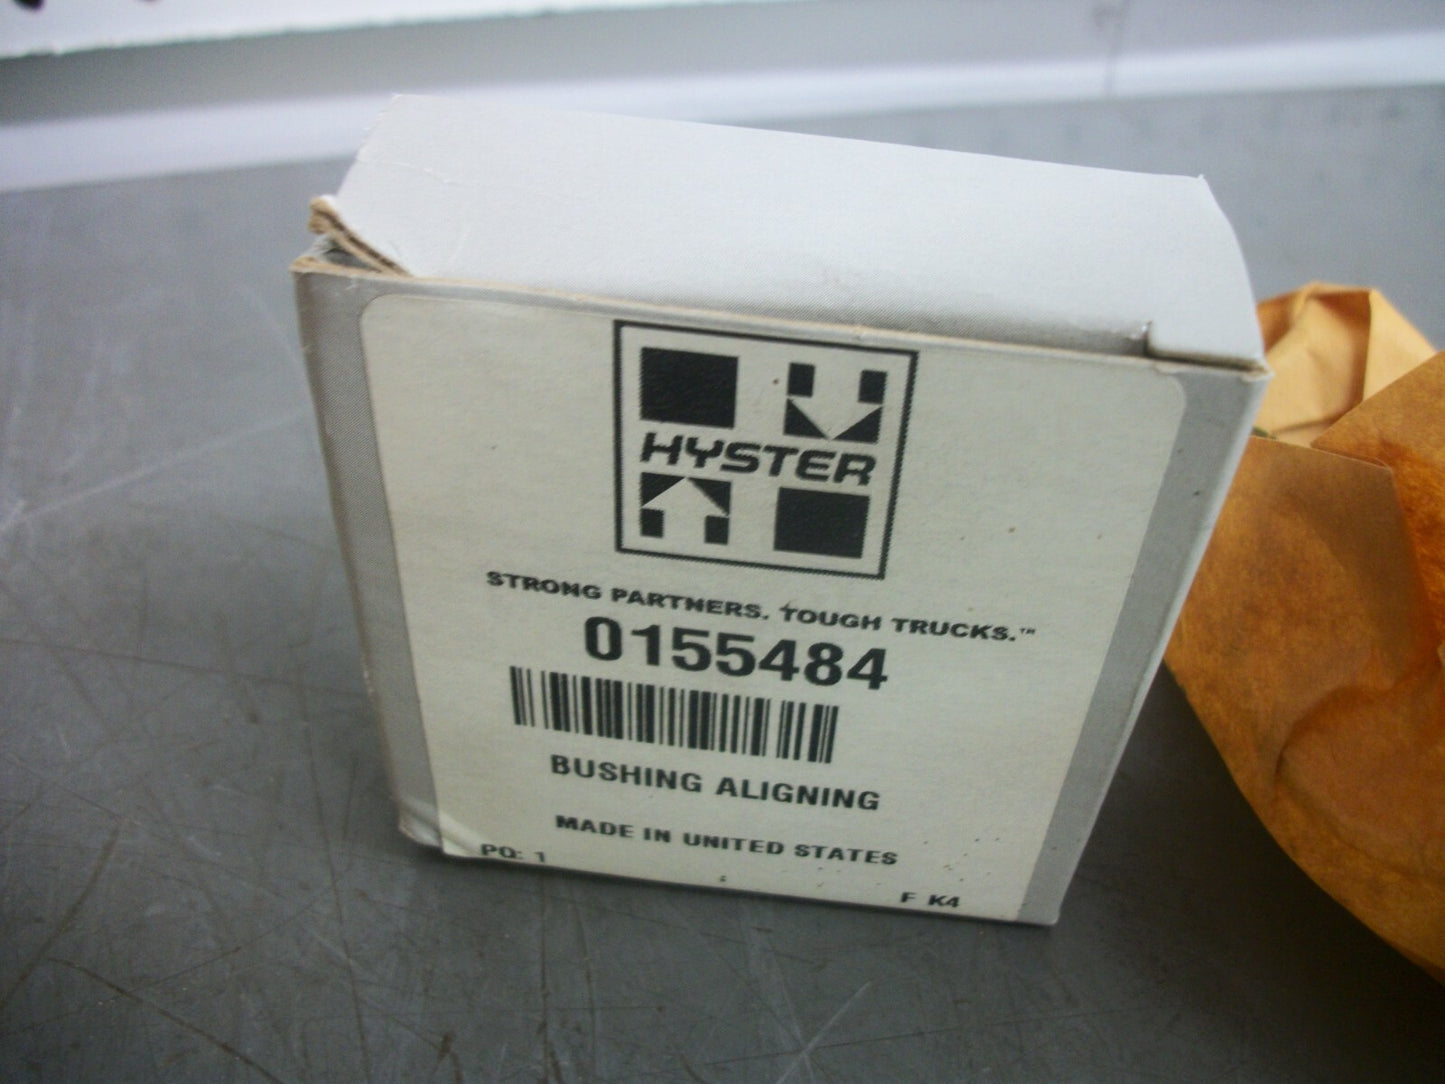 HYSTER
STRONG PARTNERS. TOUGH TRUCKS.™
0155484
BUSHING ALIGNING
MADE IN UNITED STATES
PQ: 1
F K4